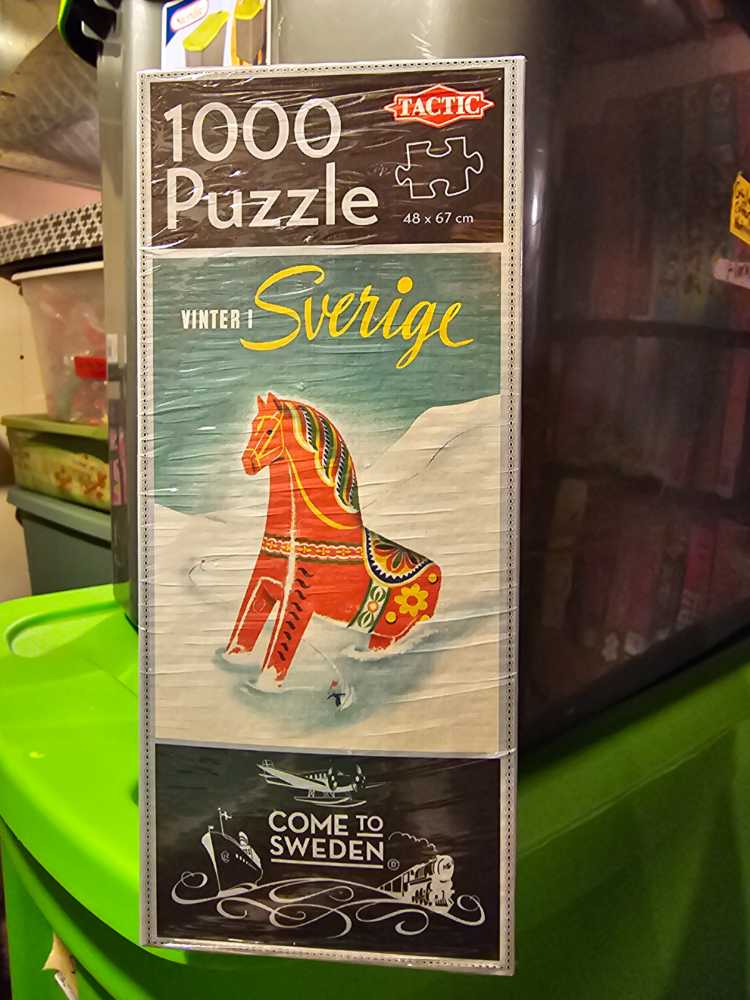 1000
Puzzle
TACTIC
48 x 67 cm
VINTER I Sverige
COME TO
SWEDEN